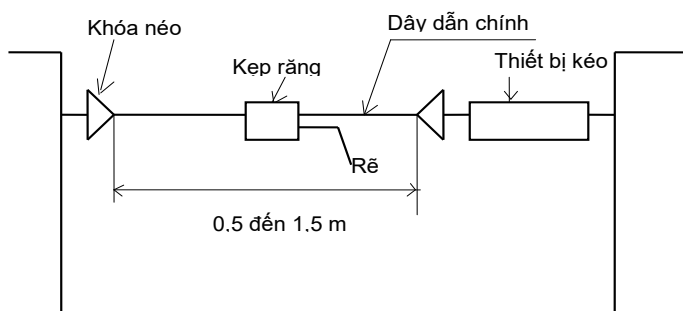 Khóa néo
Dây dẫn chính
Kẹp răng
Thiết bị kéo
Rẽ
0,5 đến 1,5 m